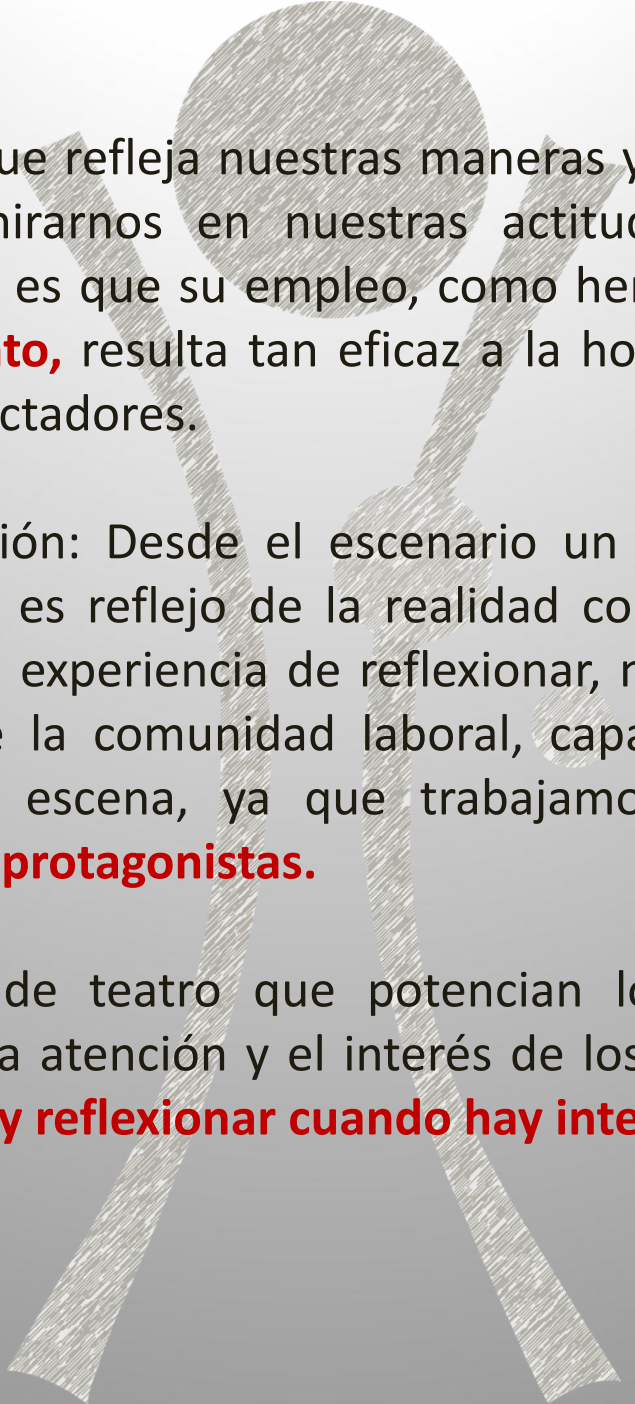 ue refleja nuestras maneras y
irarnos en nuestras actitud
es que su empleo, como her
to, resulta tan eficaz a la ho
ctadores.
ión: Desde el escenario un
es reflejo de la realidad co
experiencia de reflexionar,
la comunidad laboral, capa
escena, ya que trabajamo
protagonistas.
de teatro que potencian lo
a atención y el interés de los
y reflexionar cuando hay inte